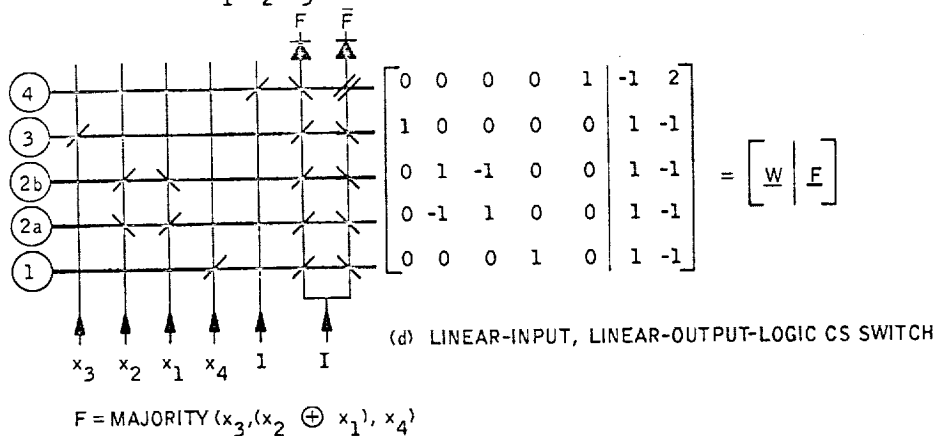 F F̄
4 0 0 0 0 1 -1 2
3 1 0 0 0 0 1 -1
2b 0 1 -1 0 0 1 -1 = [ W | F ]
2a 0 -1 1 0 0 1 -1
1 0 0 0 1 0 1 -1
x₃ x₂ x₁ x₄ 1 I
(d) LINEAR-INPUT, LINEAR-OUTPUT-LOGIC CS SWITCH
F = MAJORITY (x₃,(x₂ ⊕ x₁), x₄)